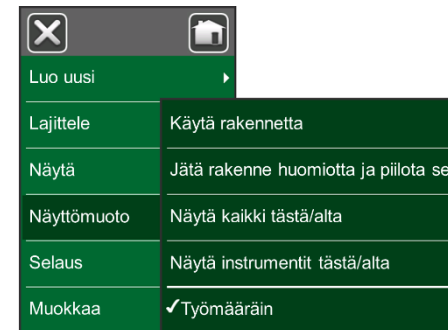 Luo uusi
Lajittele
Näytä
Näyttömuoto
Selaus
Muokkaa
Käytä rakennetta
Jätä rakenne huomiotta ja piilota se
Näytä kaikki tästä/alta
Näytä instrumentit tästä/alta
✓Työmääräin